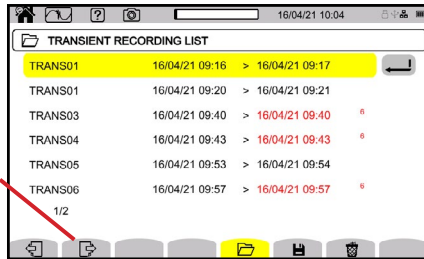 ? 16/04/21 10:04
TRANSIENT RECORDING LIST
TRANS01 16/04/21 09:16 > 16/04/21 09:17
TRANS01 16/04/21 09:20 > 16/04/21 09:21
TRANS03 16/04/21 09:40 > 16/04/21 09:40 6
TRANS04 16/04/21 09:43 > 16/04/21 09:43 6
TRANS05 16/04/21 09:53 > 16/04/21 09:54
TRANS06 16/04/21 09:57 > 16/04/21 09:57 6
1/2